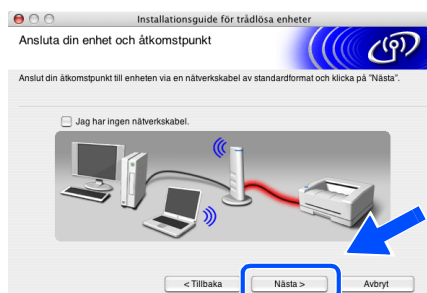 Installationsguide för trådlösa enheter
Ansluta din enhet och åtkomstpunkt
Anslut din åtkomstpunkt till enheten via en nätverkskabel av standardformat och klicka på "Nästa".
Jag har ingen nätverkskabel.
< Tillbaka
Nästa >
Avbryt